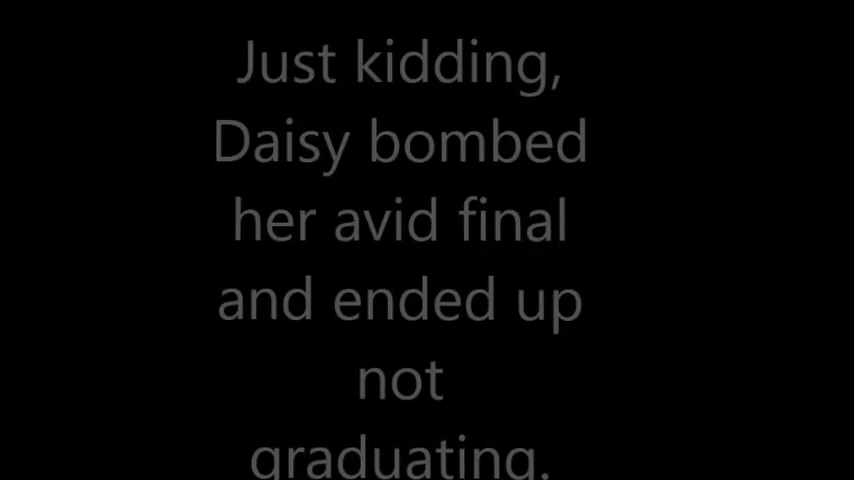 Just kidding,
Daisy bombed
her avid final
and ended up
not
graduating.